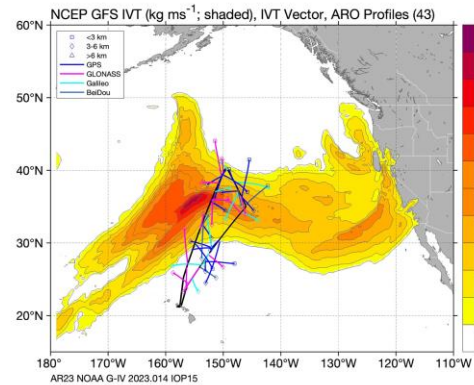 NCEP GFS IVT (kg ms⁻¹; shaded), IVT Vector, ARO Profiles (43)
60°N
<3 km
3-6 km
>6 km
GPS
GLONASS
Galileo
BeiDou
50°N
40°N
30°N
20°N
180° 170°W 160°W 150°W 140°W 130°W 120°W 110°W
AR23 NOAA G-IV 2023.014 IOP15